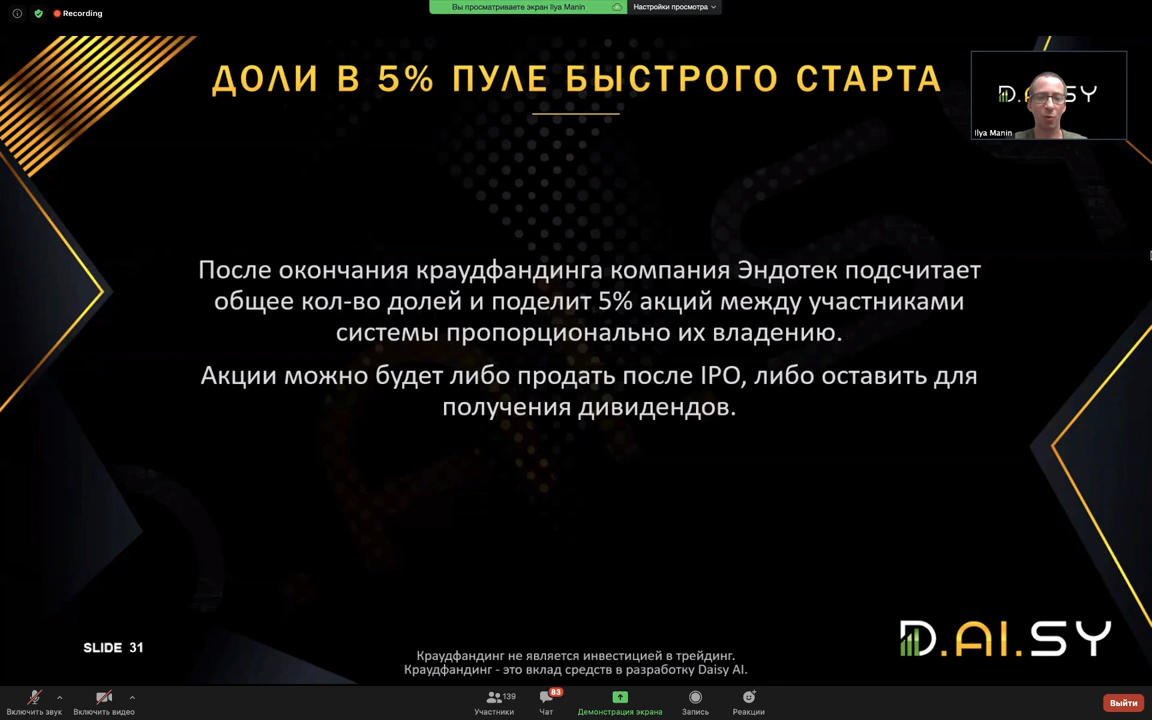 Recording
Вы просматриваете экран Ilya Manin
Настройки просмотра
ДОЛИ В 5% ПУЛЕ БЫСТРОГО СТАРТА
D.AI.SY
Ilya Manin
После окончания краудфандинга компания Эндотек подсчитает
общее кол-во долей и поделит 5% акций между участниками
системы пропорционально их владению.
Акции можно будет либо продать после IPO, либо оставить для
получения дивидендов.
SLIDE 31
Краудфандинг не является инвестицией в трейдинг.
Краудфандинг - это вклад средств в разработку Daisy AI.
D.AI.SY
Включить звук
Включить видео
139
Участники
83
Чат
Демонстрация экрана
Запись
Реакции
Выйти